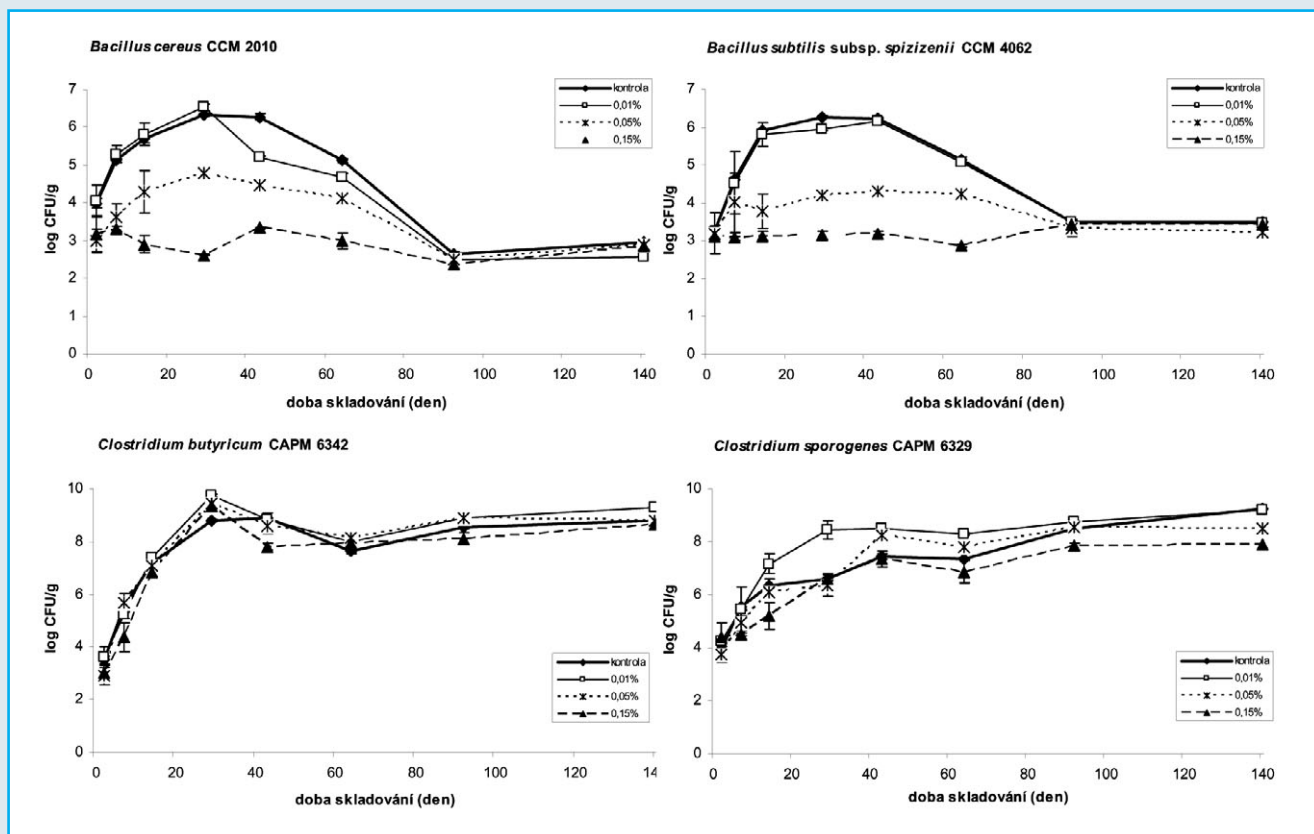 Bacillus cereus CCM 2010
7
6
5
4
3
2
1
0
log CFU/g
0 20 40 60 80 100 120 140
doba skladování (den)
kontrola
0,01%
0,05%
0,15%
Bacillus subtilis subsp. spizizenii CCM 4062
7
6
5
4
3
2
1
0
log CFU/g
0 20 40 60 80 100 120 140
doba skladování (den)
kontrola
0,01%
0,05%
0,15%
Clostridium butyricum CAPM 6342
10
8
6
4
2
0
log CFU/g
0 20 40 60 80 100 120 14
doba skladování (den)
kontrola
0,01%
0,05%
0,15%
Clostridium sporogenes CAPM 6329
10
8
6
4
2
0
log CFU/g
0 20 40 60 80 100 120 140
doba skladování (den)
kontrola
0,01%
0,05%
0,15%